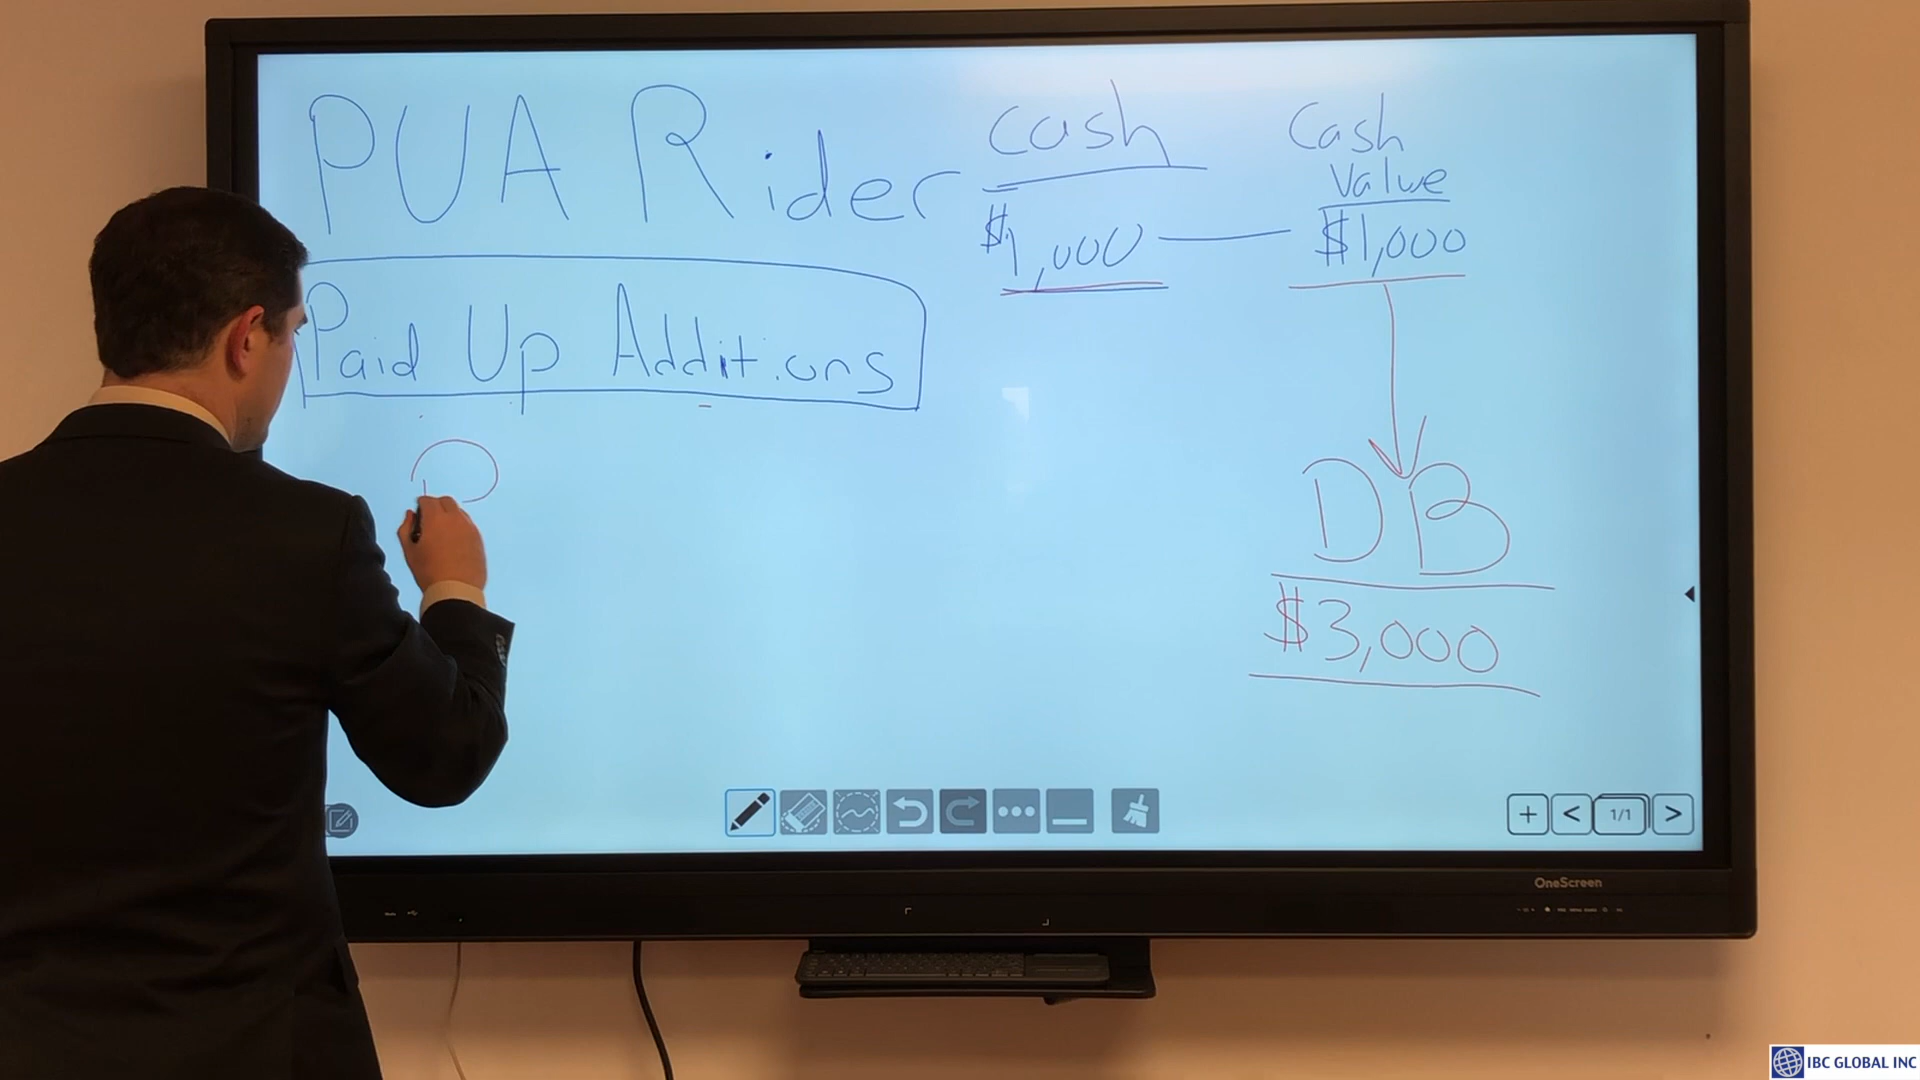 PUA Rider
Paid Up Additions
P
Cash
$1,000
Cash
Value
$1,000
DB
$3,000
1/1
OneScreen
IBC GLOBAL INC